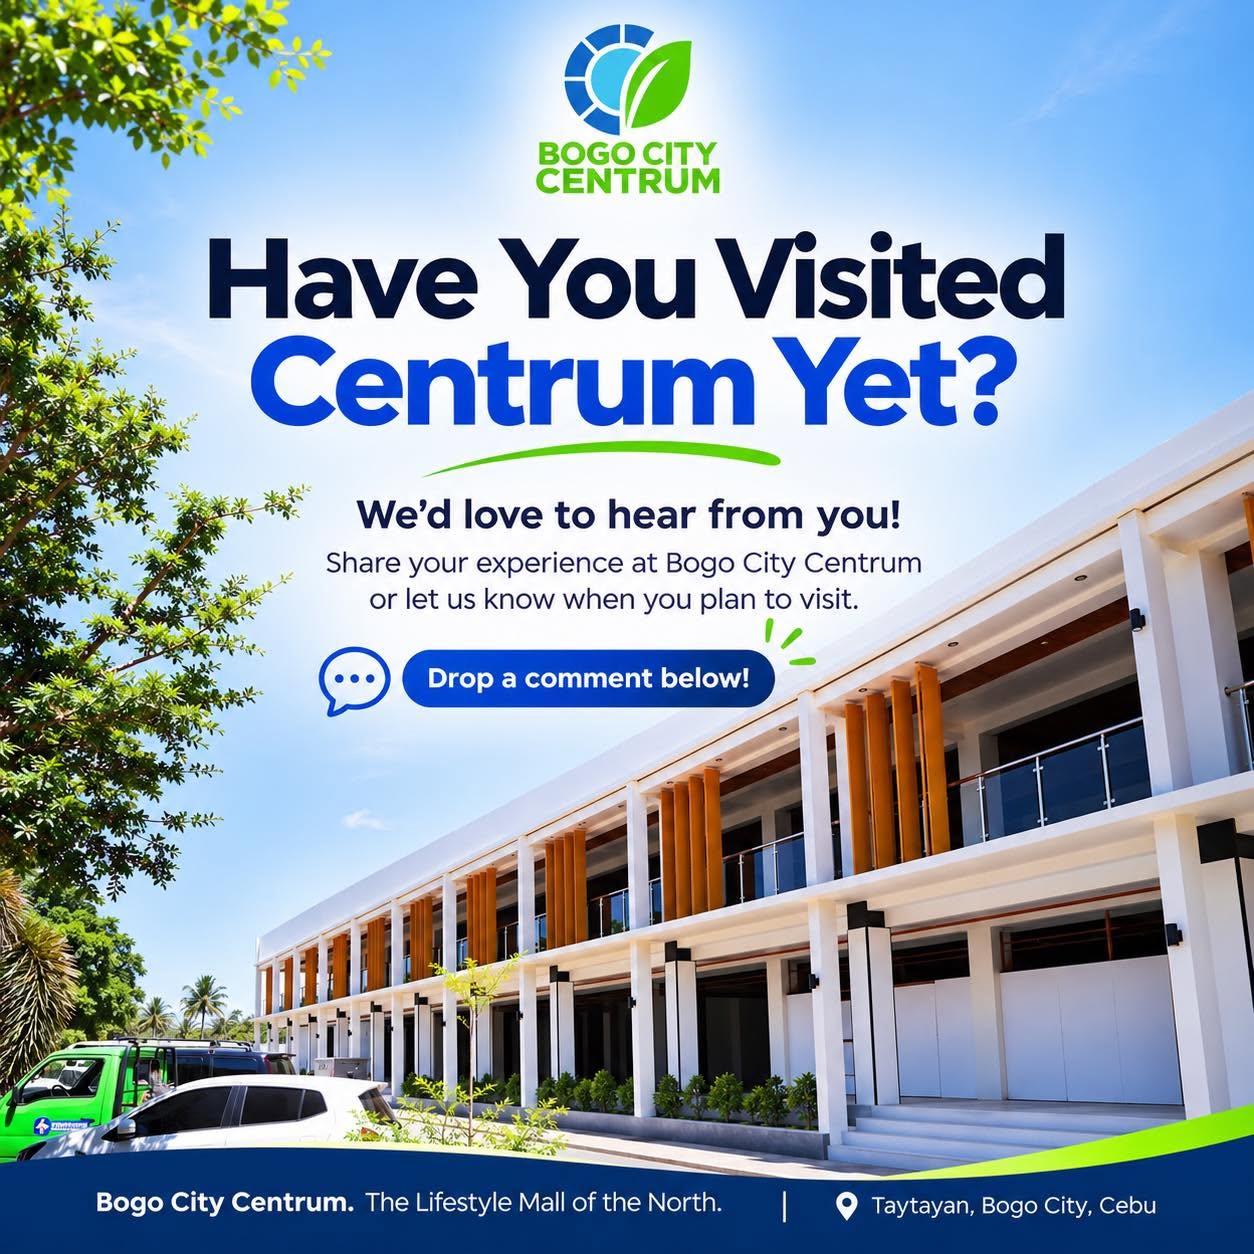 BOGO CITY
CENTRUM
Have You Visited
Centrum Yet?
We'd love to hear from you!
Share your experience at Bogo City Centrum
or let us know when you plan to visit.
Drop a comment below!
Bogo City Centrum. The Lifestyle Mall of the North. | Taytayan, Bogo City, Cebu